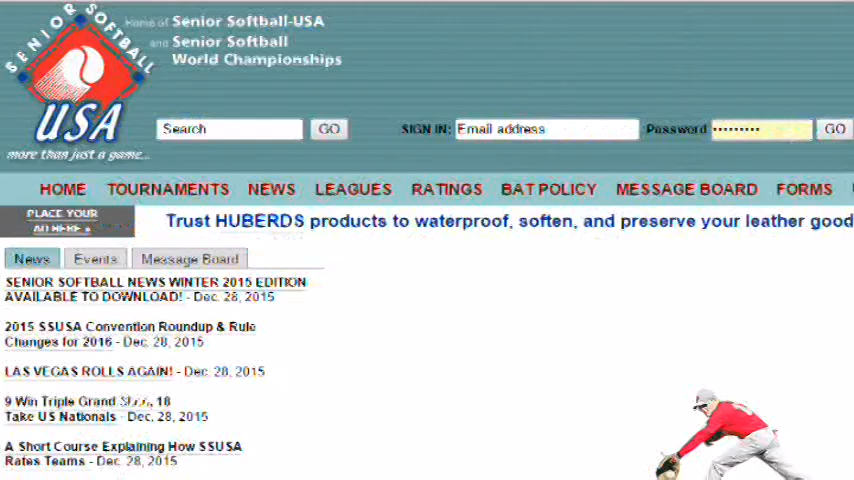 SENIOR SOFTBALL
USA
more than just a game...
Home of Senior Softball-USA
and Senior Softball
World Championships
Search GO SIGN IN: Email address Password ••••••••• GO
HOME TOURNAMENTS NEWS LEAGUES RATINGS BAT POLICY MESSAGE BOARD FORMS
PLACE YOUR
AD HERE »
Trust HUBERDS products to waterproof, soften, and preserve your leather good
News Events Message Board
SENIOR SOFTBALL NEWS WINTER 2015 EDITION
AVAILABLE TO DOWNLOAD! - Dec. 28, 2015
2015 SSUSA Convention Roundup & Rule
Changes for 2016 - Dec. 28, 2015
LAS VEGAS ROLLS AGAIN! - Dec. 28, 2015
9 Win Triple Grand 18
Take US Nationals - Dec. 28, 2015
A Short Course Explaining How SSUSA
Rates Teams - Dec. 28, 2015